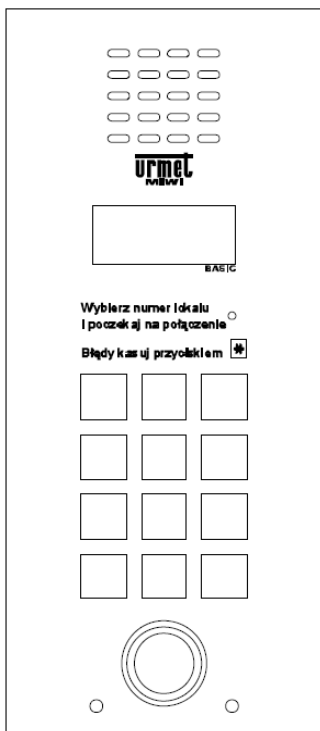 urmet
MIWI
BASIC
Wybierz numer lokalu
i poczekaj na połączenie
Błędy kasuj przyciskiem *